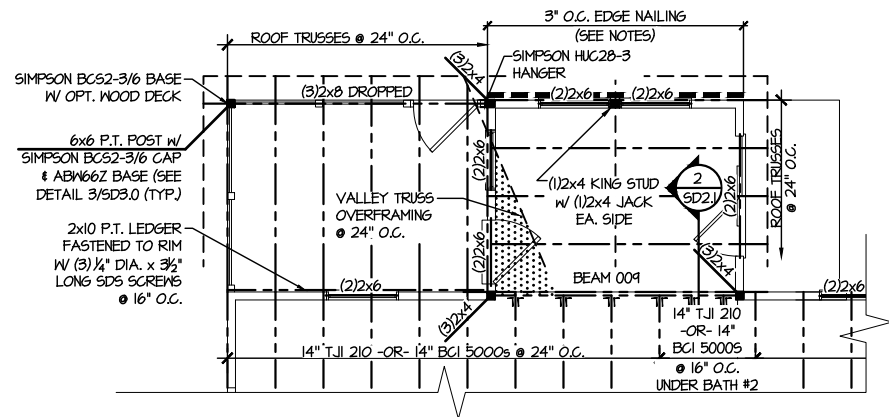 ROOF TRUSSES @ 24" O.C.
3" O.C. EDGE NAILING
(SEE NOTES)
SIMPSON HUC28-3
HANGER
(3)2x4
SIMPSON BCS2-3/6 BASE
W/ OPT. WOOD DECK
(3)2x8 DROPPED
(2)2x6
(2)2x6
6x6 P.T. POST W/
SIMPSON BCS2-3/6 CAP
& ABW66Z BASE (SEE
DETAIL 3/SD3.0 (TYP.)
(2)2x6
VALLEY TRUSS
OVERFRAMING
@ 24" O.C.
(1)2x4 KING STUD
W/ (1)2x4 JACK
EA. SIDE
2
SD2.1
(2)2x6
ROOF TRUSSES
@ 24" O.C.
2x10 P.T. LEDGER
FASTENED TO RIM
W/ (3) 1/4" DIA. x 3 1/2"
LONG SDS SCREWS
@ 16" O.C.
(2)2x6
(3)2x4
(2)2x6
BEAM 009
(2)2x6
(3)2x4
14" TJI 210
-OR- 14"
BCI 5000S
@ 16" O.C.
UNDER BATH #2
14" TJI 210 -OR- 14" BCI 5000s @ 24" O.C.